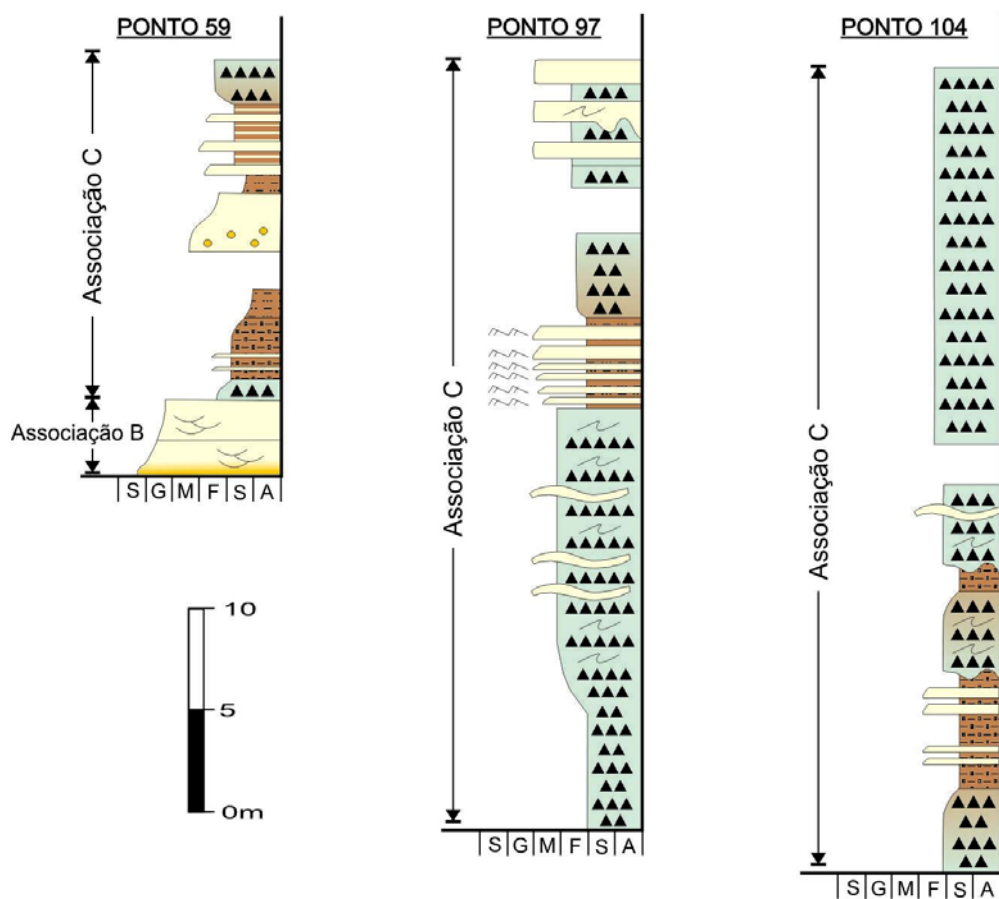 PONTO 59
Associação C
Associação B
S G M F S A
10
5
0m
PONTO 97
Associação C
S G M F S A
PONTO 104
Associação C
S G M F S A